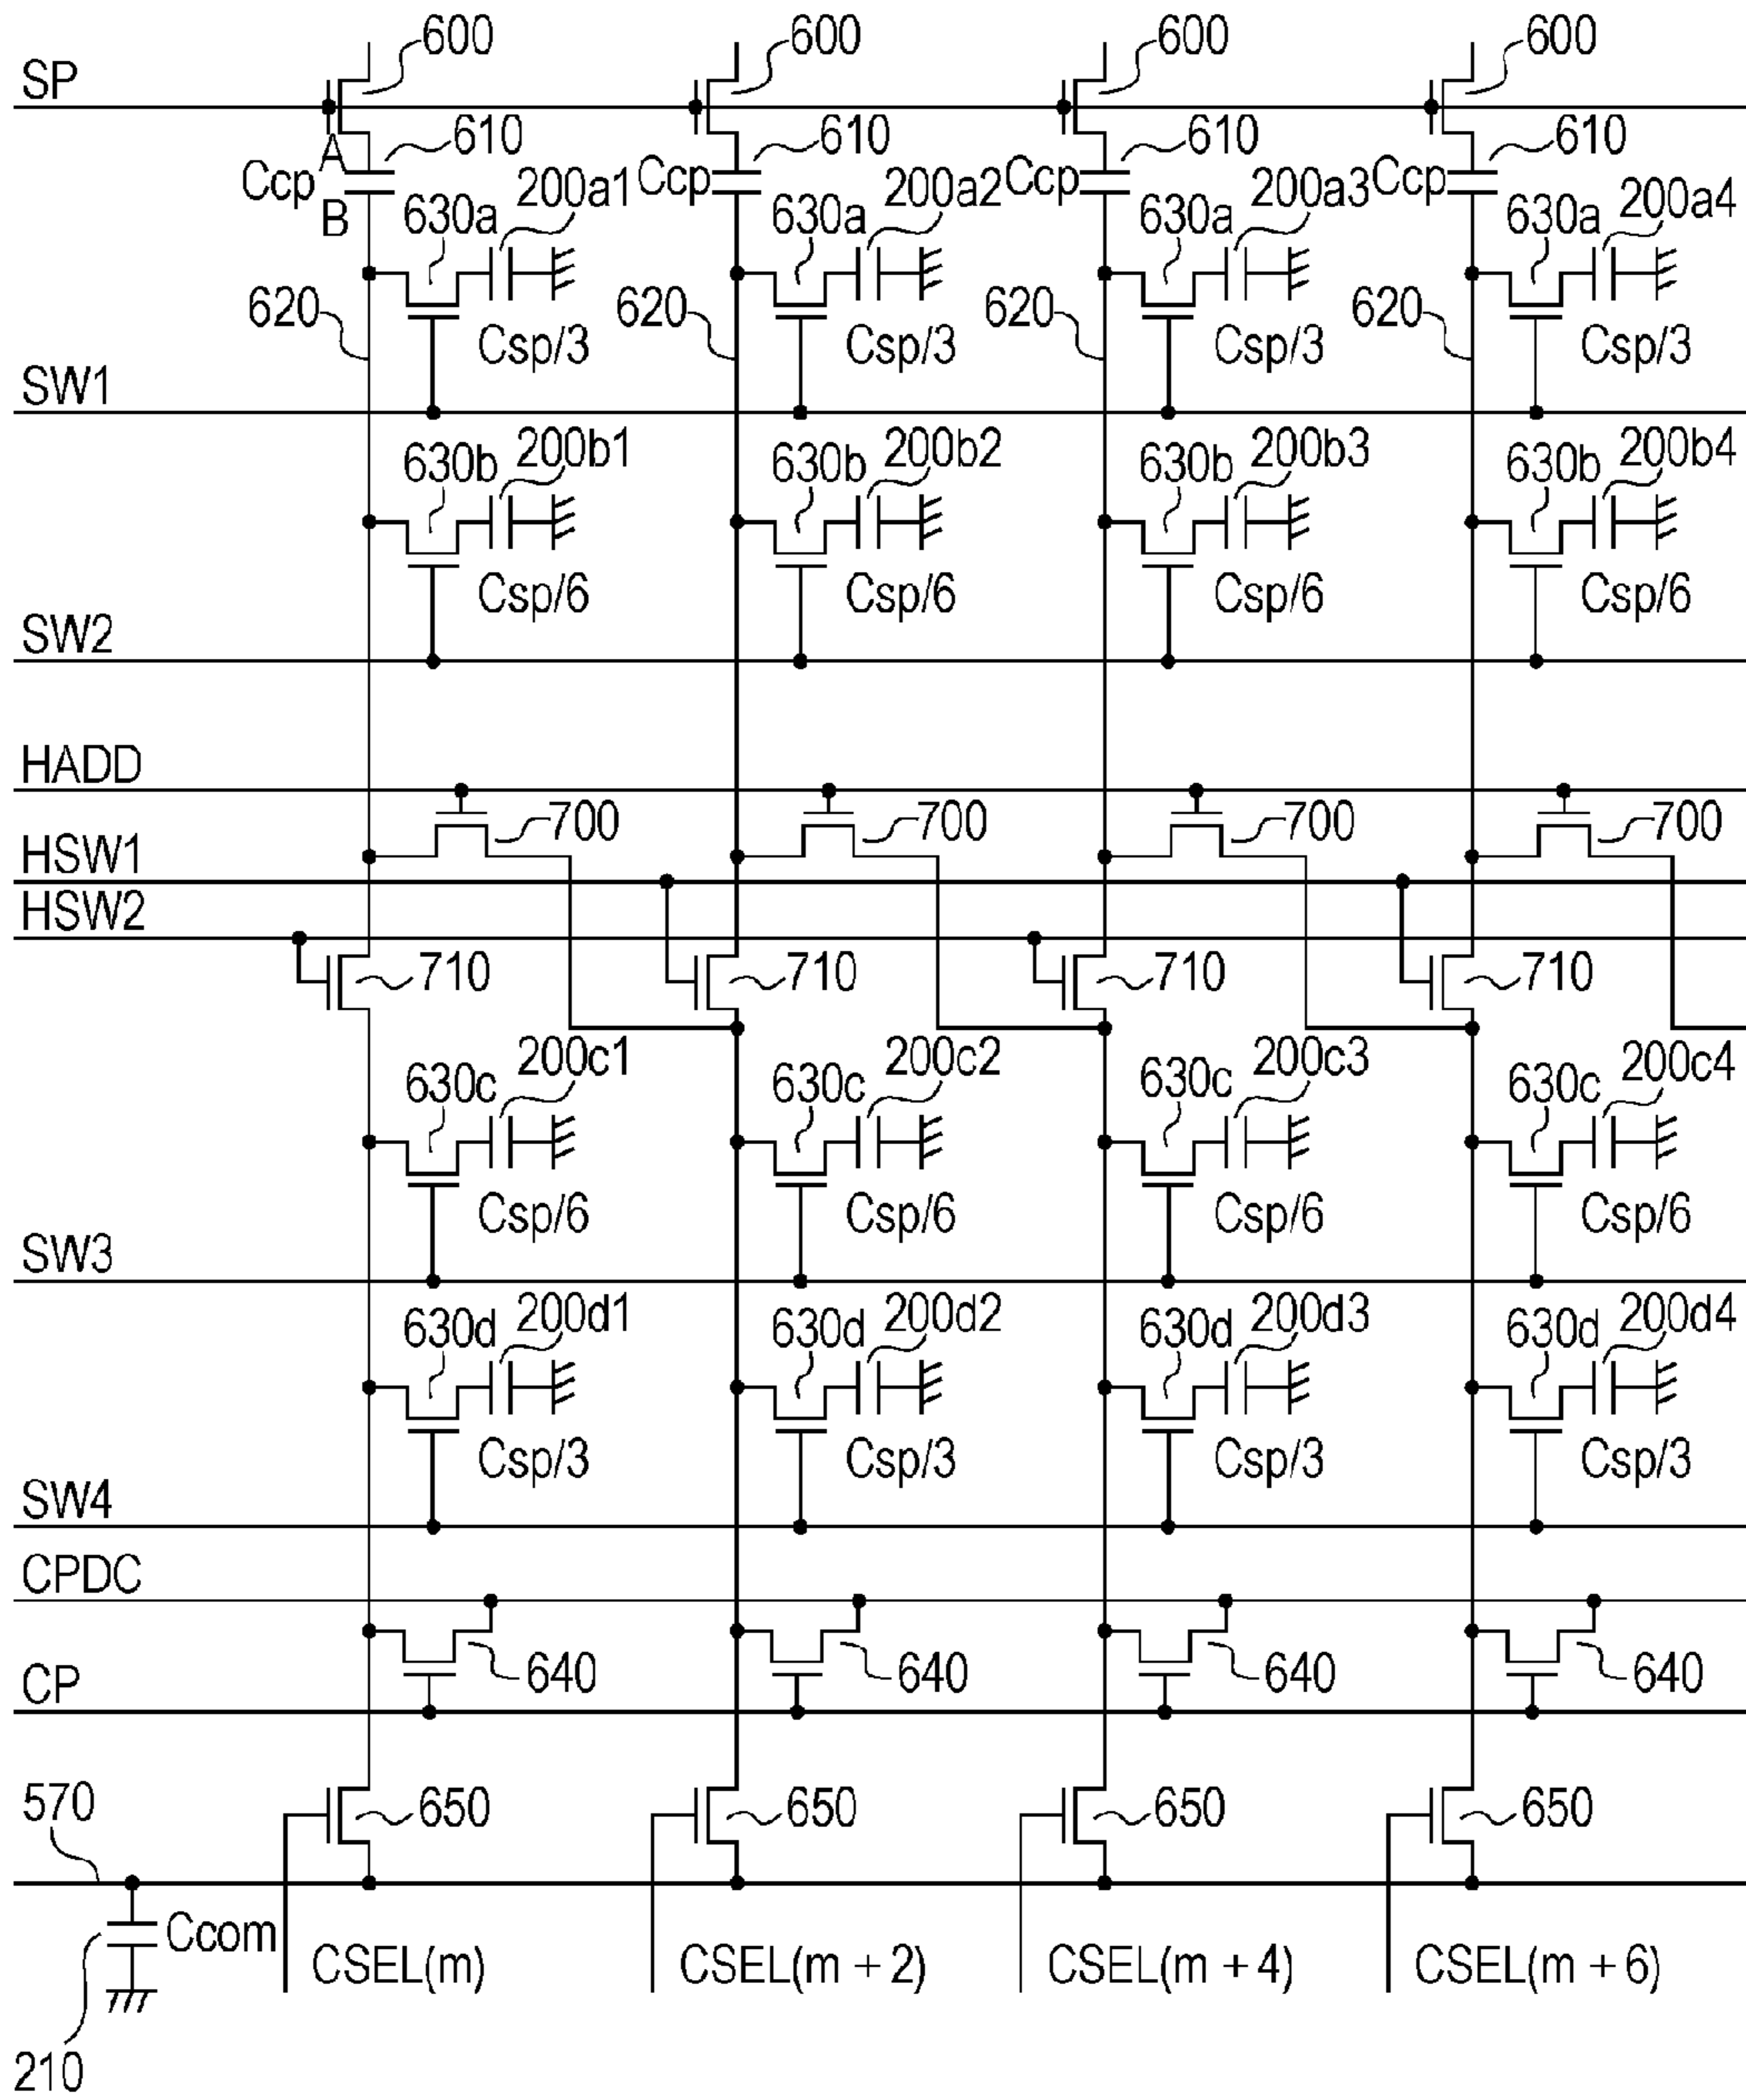 600 600 600 600
SP
A 610 610 610 610
Ccp 200a1 Ccp 200a2 Ccp 200a3 Ccp 200a4
B 630a 630a 630a 630a
620 620 620 620
Csp/3 Csp/3 Csp/3 Csp/3
SW1
630b 200b1 630b 200b2 630b 200b3 630b 200b4
Csp/6 Csp/6 Csp/6 Csp/6
SW2
HADD
700 700 700 700
HSW1
HSW2
710 710 710 710
200c1 200c2 200c3 200c4
630c 630c 630c 630c
Csp/6 Csp/6 Csp/6 Csp/6
SW3
630d 200d1 630d 200d2 630d 200d3 630d 200d4
Csp/3 Csp/3 Csp/3 Csp/3
SW4
CPDC
640 640 640 640
CP
570 650 650 650 650
Ccom
CSEL(m) CSEL(m + 2) CSEL(m + 4) CSEL(m + 6)
210